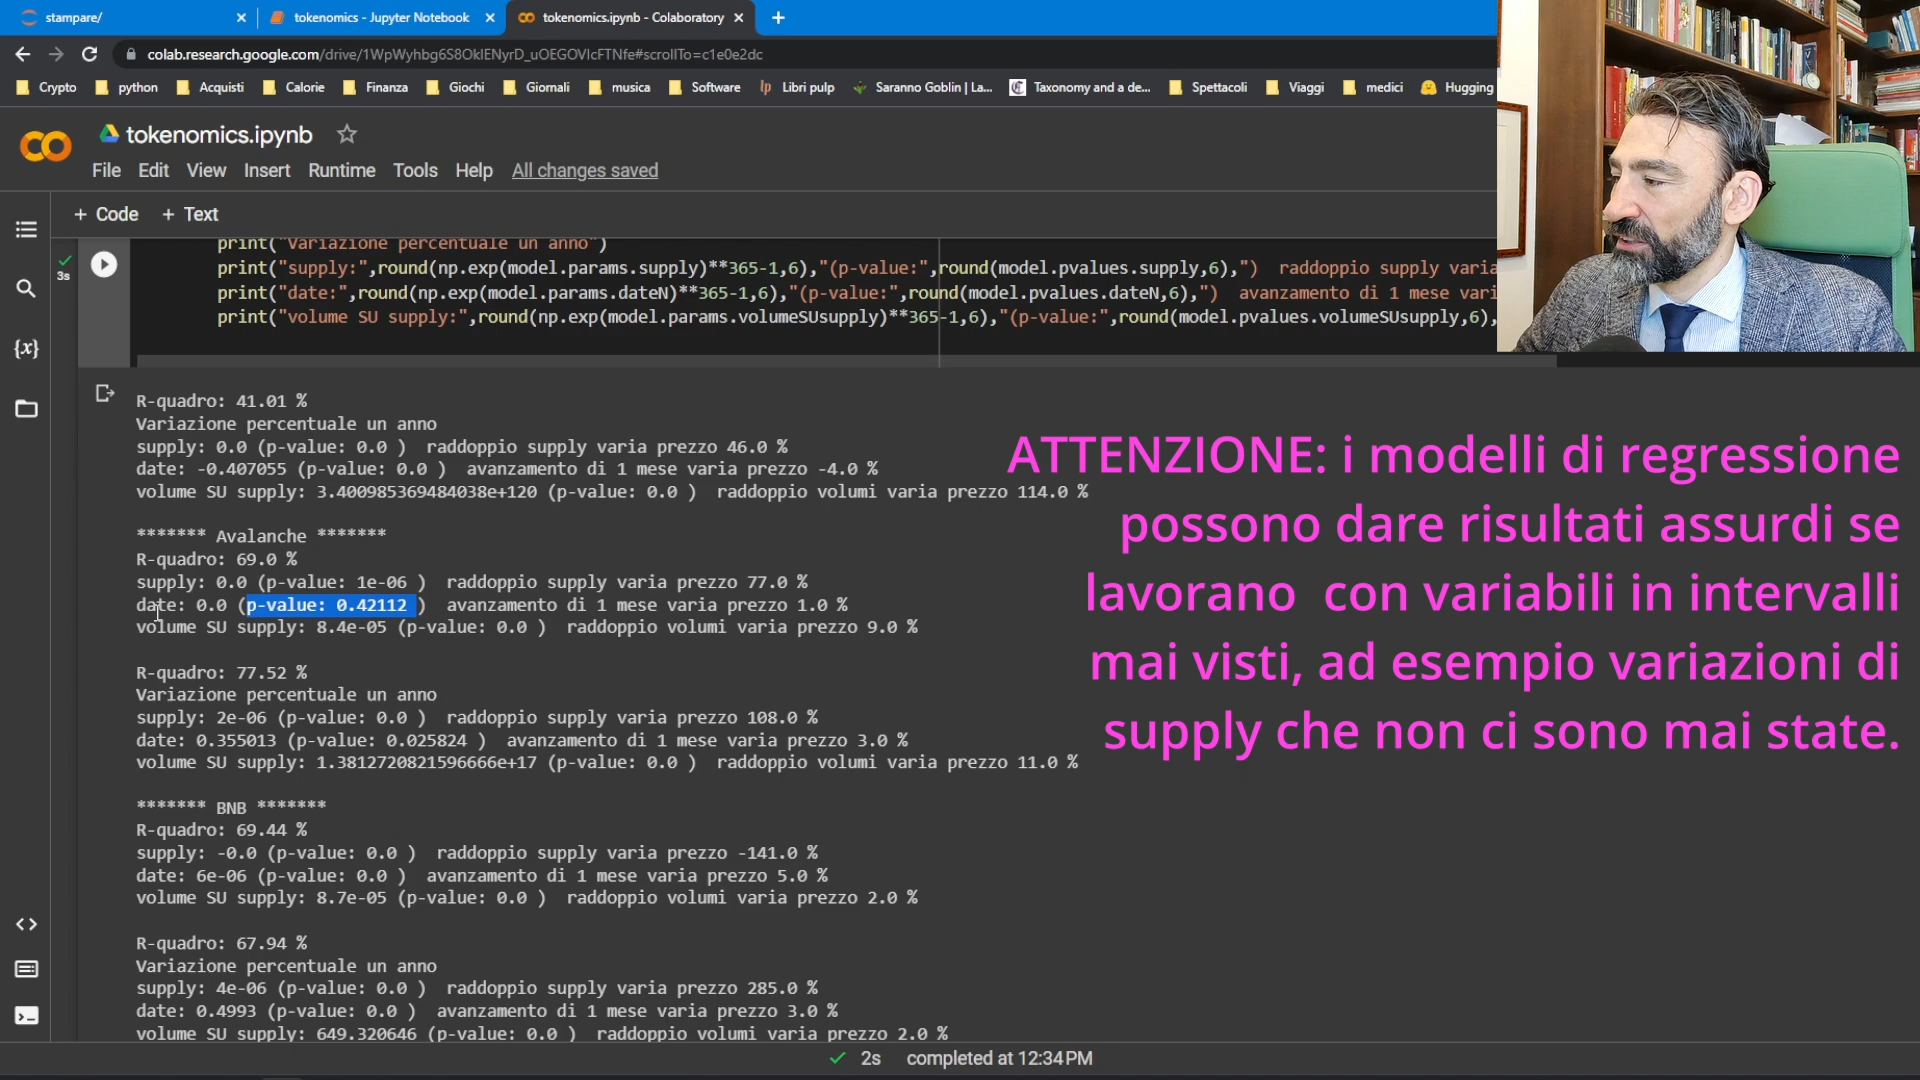 stampare/
tokenomics - Jupyter Notebook
tokenomics.ipynb - Colaboratory
colab.research.google.com/drive/1WpWyhbg6S8OkIENyrD_uOEGOVIcFTNfe#scrollTo=c1e0e2dc
Crypto python Acquisti Calorie Finanza Giochi Giornali musica Software Libri pulp Saranno Goblin | La... Taxonomy and a de... Spettacoli Viaggi medici Hugging
tokenomics.ipynb
File Edit View Insert Runtime Tools Help All changes saved
+ Code + Text
3s
print("Variazione percentuale un anno")
print("supply:",round(np.exp(model.params.supply)**365-1,6),"(p-value:",round(model.pvalues.supply,6),")  raddoppio supply varia
print("date:",round(np.exp(model.params.dateN)**365-1,6),"(p-value:",round(model.pvalues.dateN,6),")  avanzamento di 1 mese vari
print("volume SU supply:",round(np.exp(model.params.volumeSUsupply)**365-1,6),"(p-value:",round(model.pvalues.volumeSUsupply,6),
R-quadro: 41.01 %
Variazione percentuale un anno
supply: 0.0 (p-value: 0.0 )  raddoppio supply varia prezzo 46.0 %
date: -0.407055 (p-value: 0.0 )  avanzamento di 1 mese varia prezzo -4.0 %
volume SU supply: 3.400985369484038e+120 (p-value: 0.0 )  raddoppio volumi varia prezzo 114.0 %
******* Avalanche *******
R-quadro: 69.0 %
supply: 0.0 (p-value: 1e-06 )  raddoppio supply varia prezzo 77.0 %
date: 0.0 (p-value: 0.42112 )  avanzamento di 1 mese varia prezzo 1.0 %
volume SU supply: 8.4e-05 (p-value: 0.0 )  raddoppio volumi varia prezzo 9.0 %
R-quadro: 77.52 %
Variazione percentuale un anno
supply: 2e-06 (p-value: 0.0 )  raddoppio supply varia prezzo 108.0 %
date: 0.355013 (p-value: 0.025824 )  avanzamento di 1 mese varia prezzo 3.0 %
volume SU supply: 1.3812720821596666e+17 (p-value: 0.0 )  raddoppio volumi varia prezzo 11.0 %
******* BNB *******
R-quadro: 69.44 %
supply: -0.0 (p-value: 0.0 )  raddoppio supply varia prezzo -141.0 %
date: 6e-06 (p-value: 0.0 )  avanzamento di 1 mese varia prezzo 5.0 %
volume SU supply: 8.7e-05 (p-value: 0.0 )  raddoppio volumi varia prezzo 2.0 %
R-quadro: 67.94 %
Variazione percentuale un anno
supply: 4e-06 (p-value: 0.0 )  raddoppio supply varia prezzo 285.0 %
date: 0.4993 (p-value: 0.0 )  avanzamento di 1 mese varia prezzo 3.0 %
volume SU supply: 649.320646 (p-value: 0.0 )  raddoppio volumi varia prezzo 2.0 %
ATTENZIONE: i modelli di regressione
possono dare risultati assurdi se
lavorano con variabili in intervalli
mai visti, ad esempio variazioni di
supply che non ci sono mai state.
2s completed at 12:34 PM